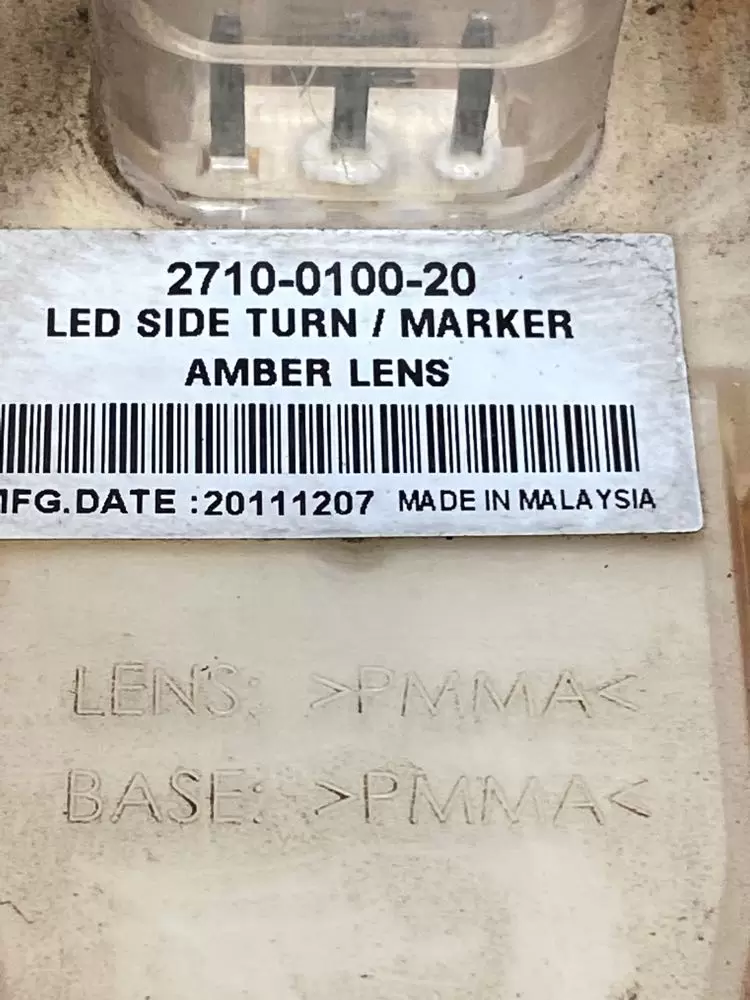 2710-0100-20
LED SIDE TURN / MARKER
AMBER LENS
MFG.DATE :20111207 MADE IN MALAYSIA
LENS: >PMMA<
BASE: >PMMA<